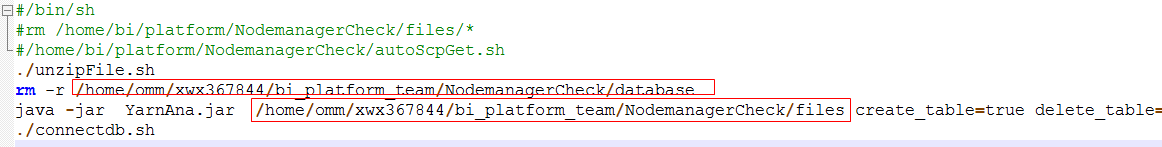 #/bin/sh
#rm /home/bi/platform/NodemanagerCheck/files/*
#/home/bi/platform/NodemanagerCheck/autoScpGet.sh
./unzipFile.sh
rm -r /home/omm/xwx367844/bi_platform_team/NodemanagerCheck/database
java -jar  YarnAna.jar  /home/omm/xwx367844/bi_platform_team/NodemanagerCheck/files create_table=true delete_table=
./connectdb.sh